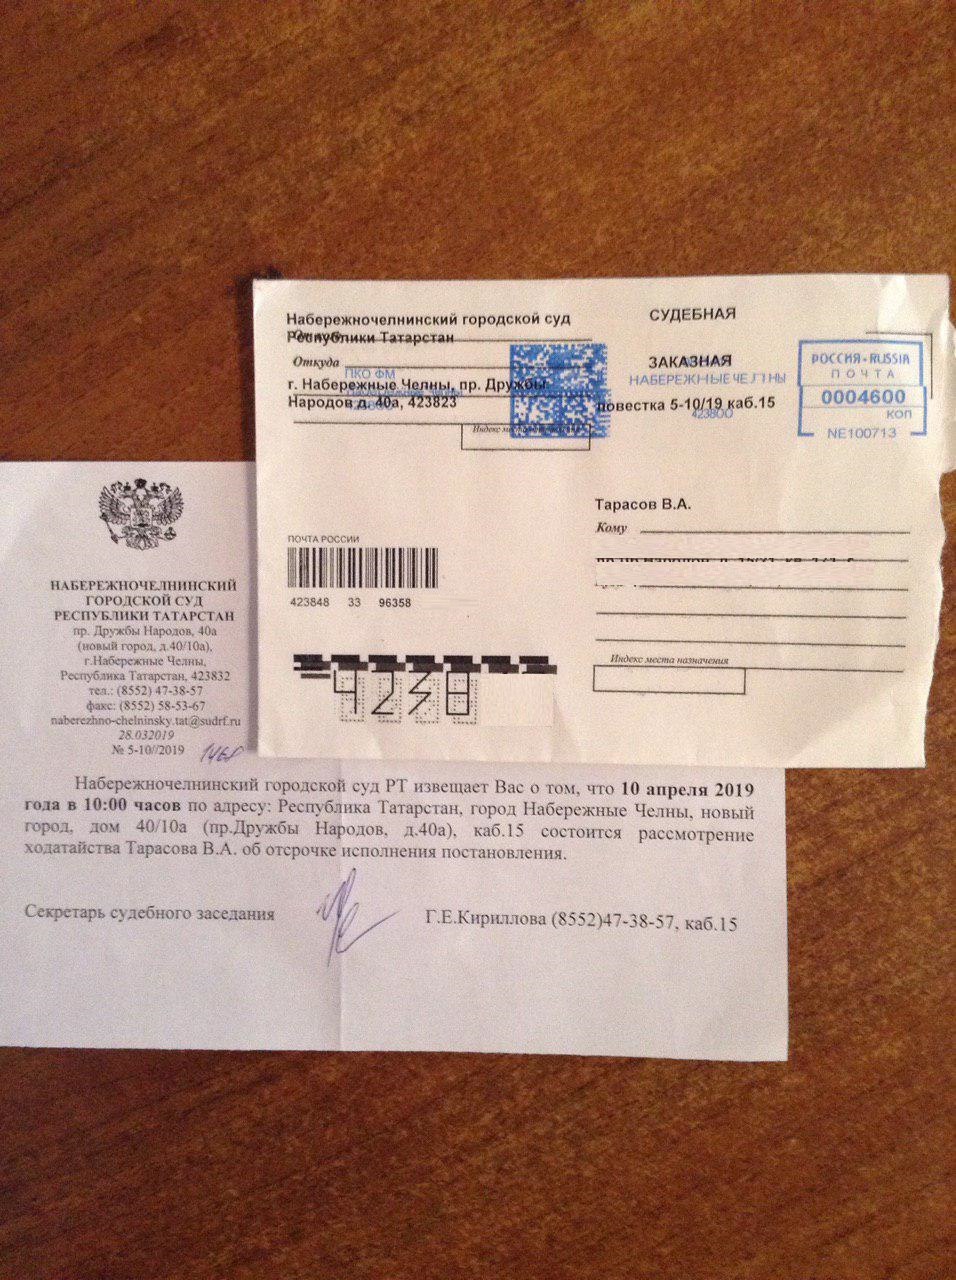 Набережночелнинский городской суд
Республики Татарстан
Откуда
г. Набережные Челны, пр. Дружбы
Народов д. 40а, 423823
ПКО ФМ
Индекс места
СУДЕБНАЯ
ЗАКАЗНАЯ
НАБЕРЕЖНЫЕ ЧЕЛНЫ
повестка 5-10/19 каб.15
423800
РОССИЯ-RUSSIA
ПОЧТА
0004600
КОП
NE100713
Тарасов В.А.
Кому
ПОЧТА РОССИИ
423848 33 96358
Индекс места назначения
4238
НАБЕРЕЖНОЧЕЛНИНСКИЙ
ГОРОДСКОЙ СУД
РЕСПУБЛИКИ ТАТАРСТАН
пр. Дружбы Народов, 40а
(новый город, д.40/10а),
г.Набережные Челны,
Республика Татарстан, 423832
тел.: (8552) 47-38-57
факс: (8552) 58-53-67
naberezhno-chelninsky.tat@sudrf.ru
28.032019
№ 5-10//2019
Набережночелнинский городской суд РТ извещает Вас о том, что 10 апреля 2019
года в 10:00 часов по адресу: Республика Татарстан, город Набережные Челны, новый
город, дом 40/10а (пр.Дружбы Народов, д.40а), каб.15 состоится рассмотрение
ходатайства Тарасова В.А. об отсрочке исполнения постановления.
Секретарь судебного заседания
Г.Е.Кириллова (8552)47-38-57, каб.15